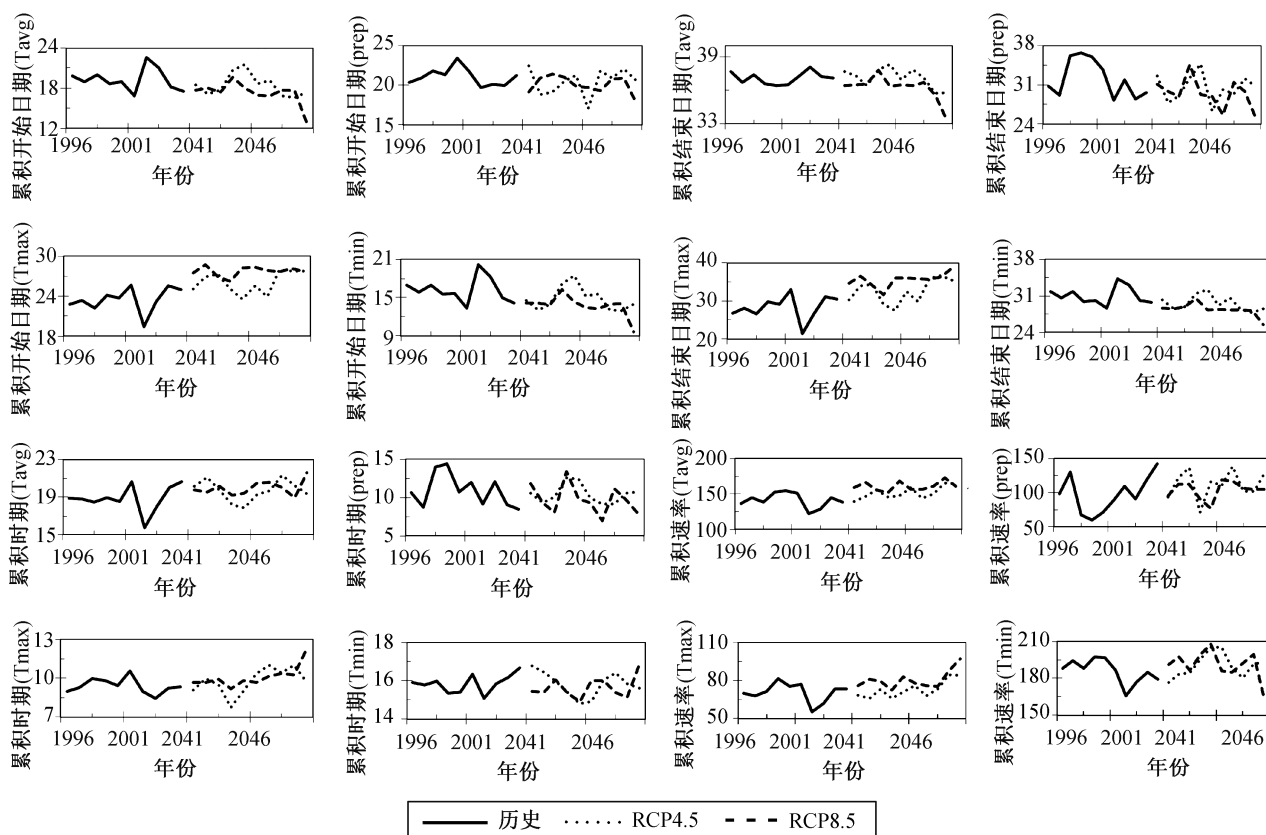 累积开始日期(Tavg)
24
18
12
1996 2001 2041 2046
年份
累积开始日期(prep)
25
20
15
1996 2001 2041 2046
年份
累积结束日期(Tavg)
39
36
33
1996 2001 2041 2046
年份
累积结束日期(prep)
38
31
24
1996 2001 2041 2046
年份
累积开始日期(Tmax)
30
24
18
1996 2001 2041 2046
年份
累积开始日期(Tmin)
21
15
9
1996 2001 2041 2046
年份
累积结束日期(Tmax)
40
30
20
1996 2001 2041 2046
年份
累积结束日期(Tmin)
38
31
24
1996 2001 2041 2046
年份
累积时期(Tavg)
23
19
15
1996 2001 2041 2046
年份
累积时期(prep)
15
10
5
1996 2001 2041 2046
年份
累积速率(Tavg)
200
150
100
1996 2001 2041 2046
年份
累积速率(prep)
150
100
50
1996 2001 2041 2046
年份
累积时期(Tmax)
13
10
7
1996 2001 2041 2046
年份
累积时期(Tmin)
18
16
14
1996 2001 2041 2046
年份
累积速率(Tmax)
110
80
50
1996 2001 2041 2046
年份
累积速率(Tmin)
210
180
150
1996 2001 2041 2046
年份
历史 RCP4.5 RCP8.5